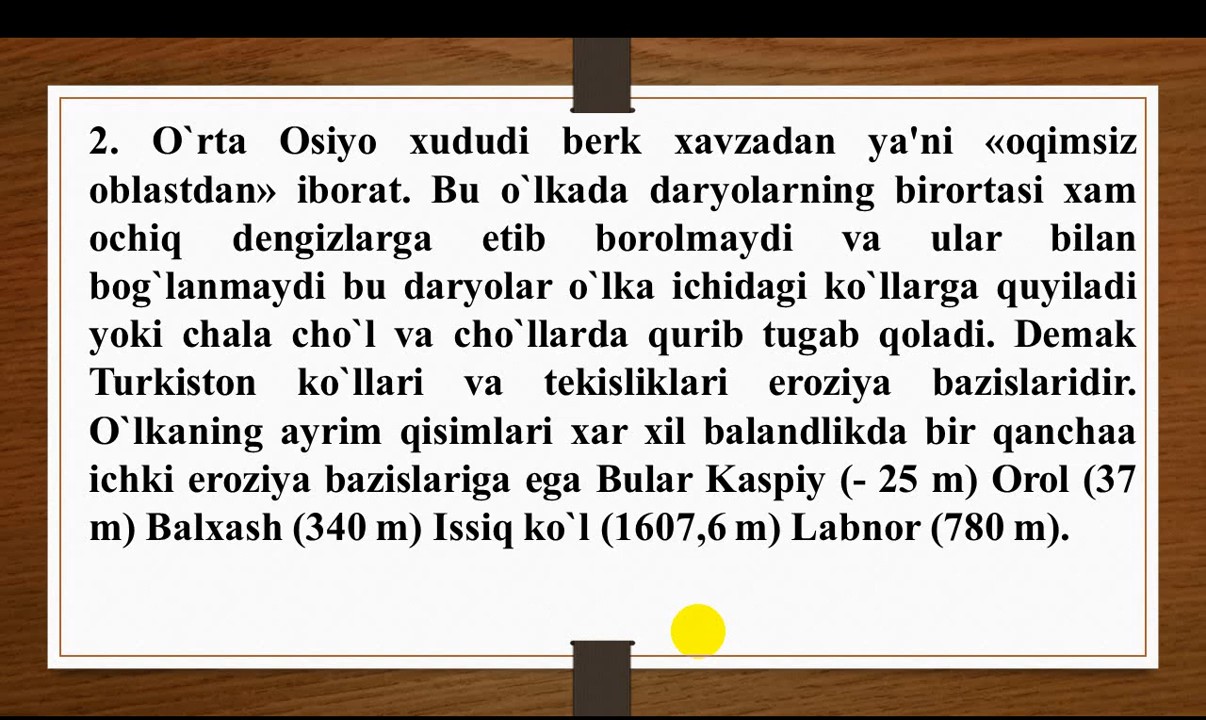 2. O`rta Osiyo xududi berk xavzadan ya'ni «oqimsiz
oblastdan» iborat. Bu o`lkada daryolarning birortasi xam
ochiq dengizlarga etib borolmaydi va ular bilan
bog`lanmaydi bu daryolar o`lka ichidagi ko`llarga quyiladi
yoki chala cho`l va cho`llarda qurib tugab qoladi. Demak
Turkiston ko`llari va tekisliklari eroziya bazislaridir.
O`lkaning ayrim qisimlari xar xil balandlikda bir qanchaa
ichki eroziya bazislariga ega Bular Kaspiy (- 25 m) Orol (37
m) Balxash (340 m) Issiq ko`l (1607,6 m) Labnor (780 m).